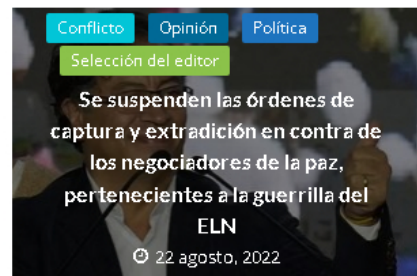 Conflicto Opinión Política
Selección del editor
Se suspenden las órdenes de
captura y extradición en contra de
los negociadores de la paz,
pertenecientes a la guerrilla del
ELN
22 agosto, 2022